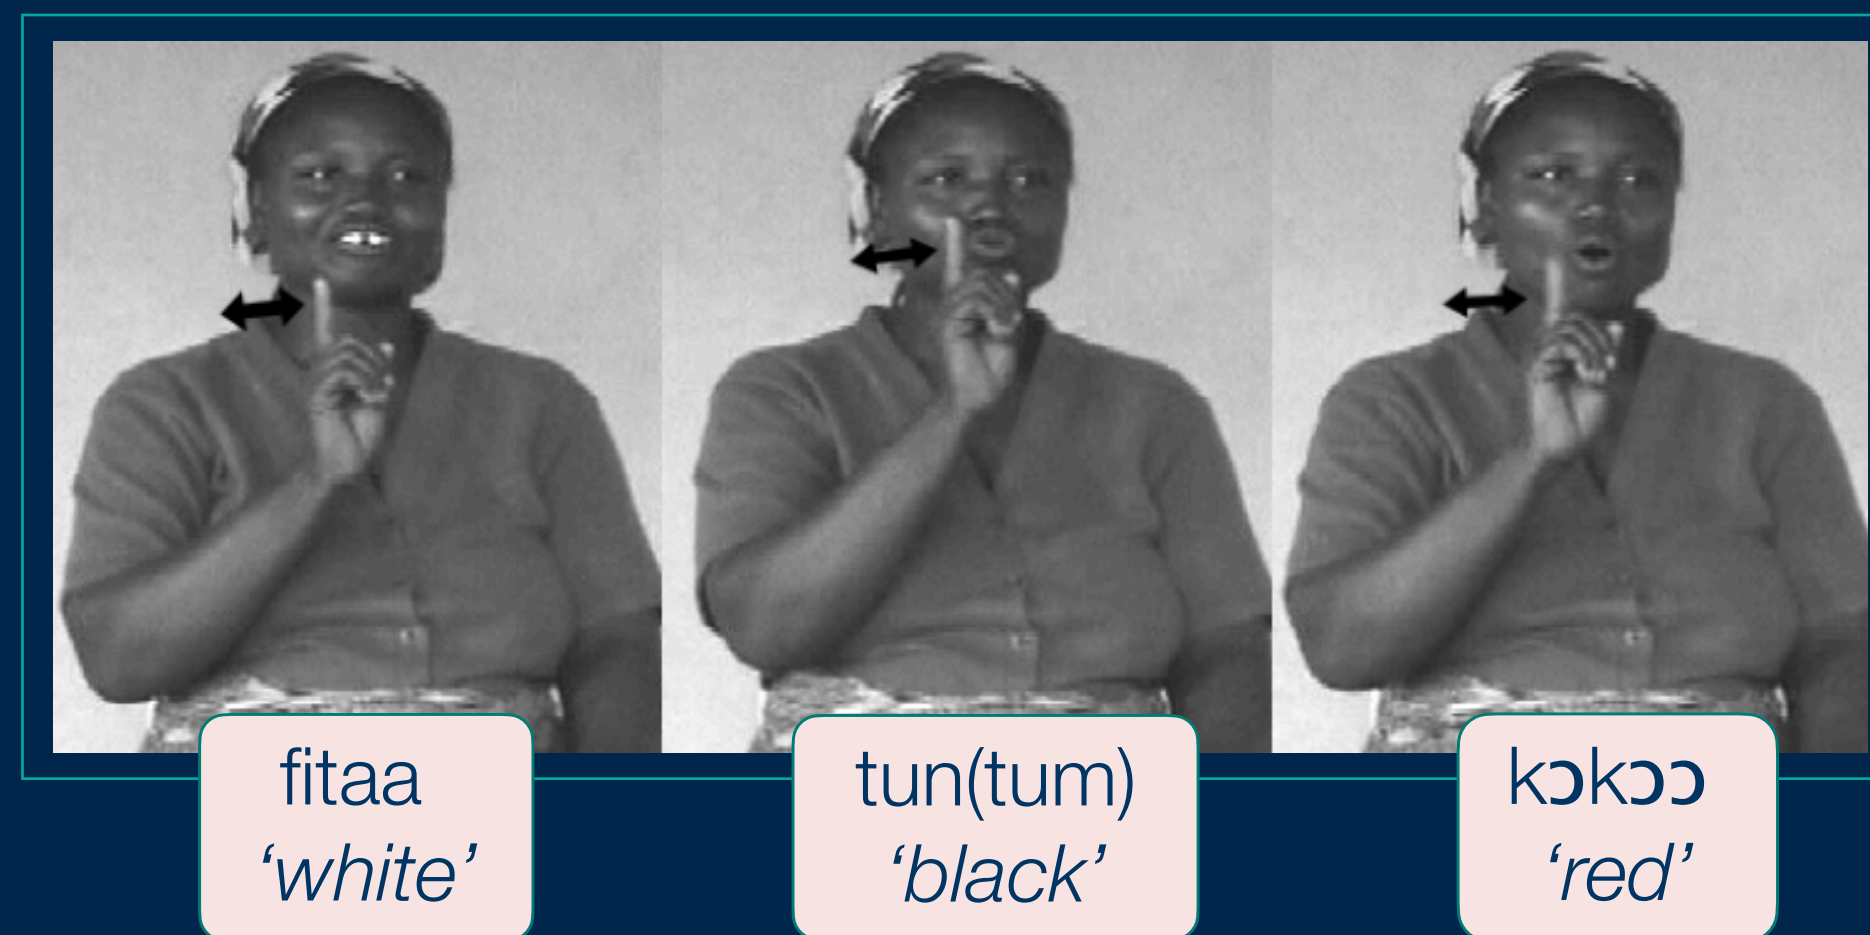 fitaa
‘white’
tun(tum)
‘black’
kɔkɔɔ
‘red’